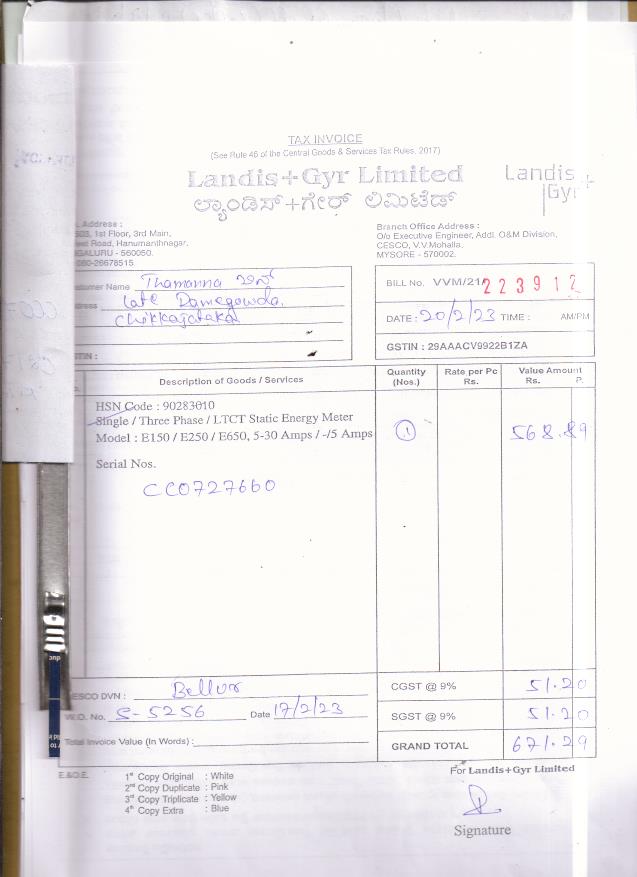 TAX INVOICE
(See Rule 46 of the Central Goods & Services Tax Rules, 2017)
Landis+Gyr Limited
ಲ್ಯಾಂಡಿಸ್+ಗೇರ್ ಲಿಮಿಟೆಡ್
Landis+
Gyr
Address :
1st Floor, 3rd Main,
Road, Hanumanthnagar,
GALURU - 560050.
080-26678515
Branch Office Address :
O/o Executive Engineer, Addl. O&M Division,
CESCO, V.V.Mohalla,
MYSORE - 570002.
Customer Name Thamanna ಬಿನ್
Address Late Ramegowda,
BILL No. VVM/21/ 223912
DATE : 20/2/23 TIME : AM/PM
GSTIN : 29AAACV9922B1ZA
Description of Goods / Services
Quantity (Nos.)
Rate per Pc Rs.
Value Amount Rs. P.
HSN Code : 90283010
Single / Three Phase / LTCT Static Energy Meter
Model : E150 / E250 / E650, 5-30 Amps / -/5 Amps
1 568.89
Serial Nos.
CC0727660
CESCO DVN : Bellur
W.O. No. S-5256 Date 17/2/23
Total Invoice Value (In Words) :
CGST @ 9% 51.20
SGST @ 9% 51.20
GRAND TOTAL 671.29
E.&O.E.
1st Copy Original : White
2nd Copy Duplicate : Pink
3rd Copy Triplicate : Yellow
4th Copy Extra : Blue
For Landis+Gyr Limited
Signature